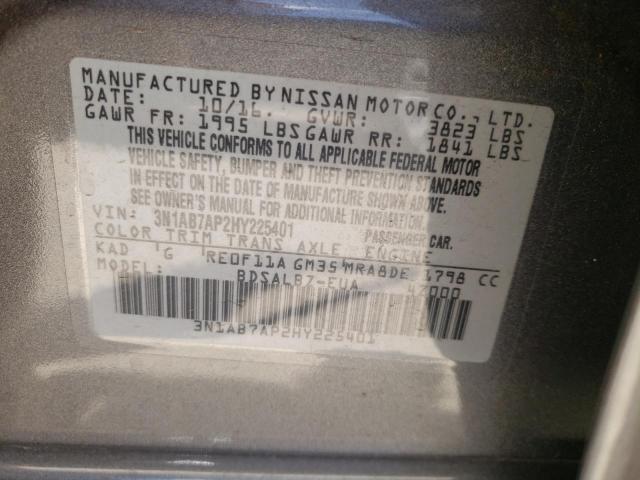 MANUFACTURED BY NISSAN MOTOR CO., LTD.
DATE: 10/16. GVWR: 3823 LBS
GAWR FR: 1995 LBS GAWR RR: 1841 LBS
THIS VEHICLE CONFORMS TO ALL APPLICABLE FEDERAL MOTOR
VEHICLE SAFETY, BUMPER AND THEFT PREVENTION STANDARDS
IN EFFECT ON THE DATE OF MANUFACTURE SHOWN ABOVE.
SEE OWNER'S MANUAL FOR ADDITIONAL INFORMATION.
VIN: 3N1AB7AP2HY225401 PASSENGER CAR.
COLOR TRIM TRANS AXLE ENGINE
KAD 'G RE0F11A GM35 MRA8DE 1798 CC
MODEL: BDSALB7-EUA 47000
3N1AB7AP2HY225401